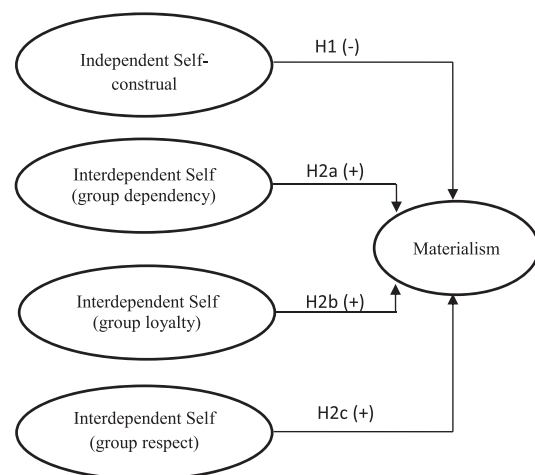 Independent Self-
construal
H1 (-)
Interdependent Self
(group dependency)
H2a (+)
Materialism
Interdependent Self
(group loyalty)
H2b (+)
Interdependent Self
(group respect)
H2c (+)